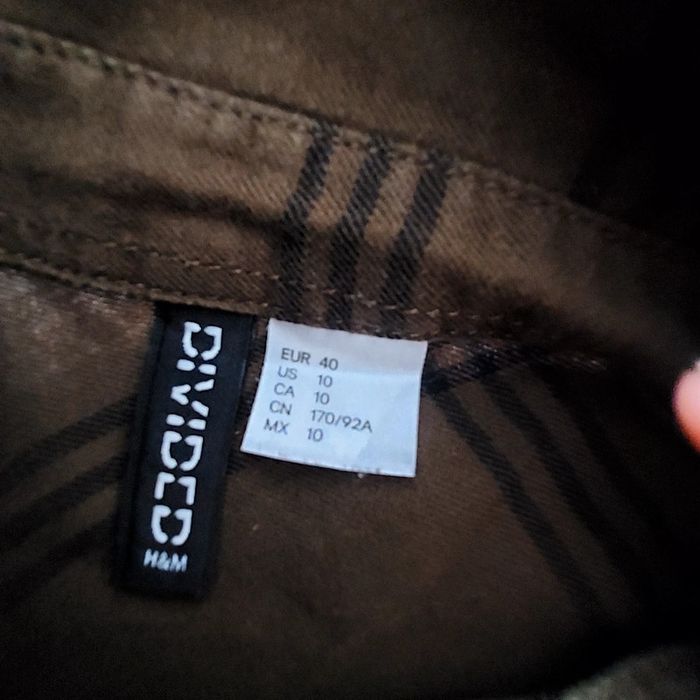 DIVIDED
H&M
EUR 40
US 10
CA 10
CN 170/92A
MX 10